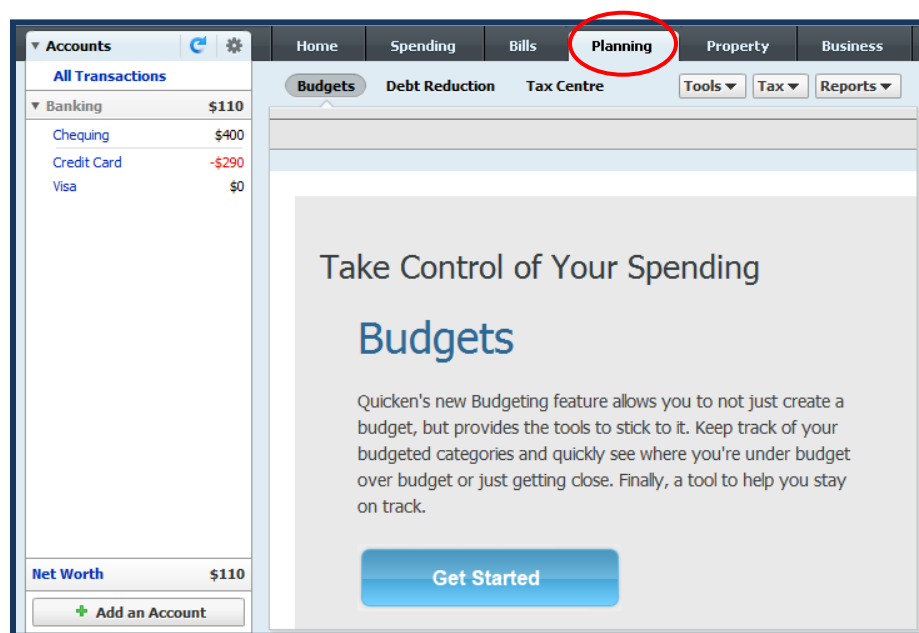 Accounts
All Transactions
Banking $110
Chequing $400
Credit Card -$290
Visa $0
Net Worth $110
Add an Account
Home Spending Bills Planning Property Business
Budgets Debt Reduction Tax Centre Tools Tax Reports
Take Control of Your Spending
Budgets
Quicken's new Budgeting feature allows you to not just create a
budget, but provides the tools to stick to it. Keep track of your
budgeted categories and quickly see where you're under budget
over budget or just getting close. Finally, a tool to help you stay
on track.
Get Started